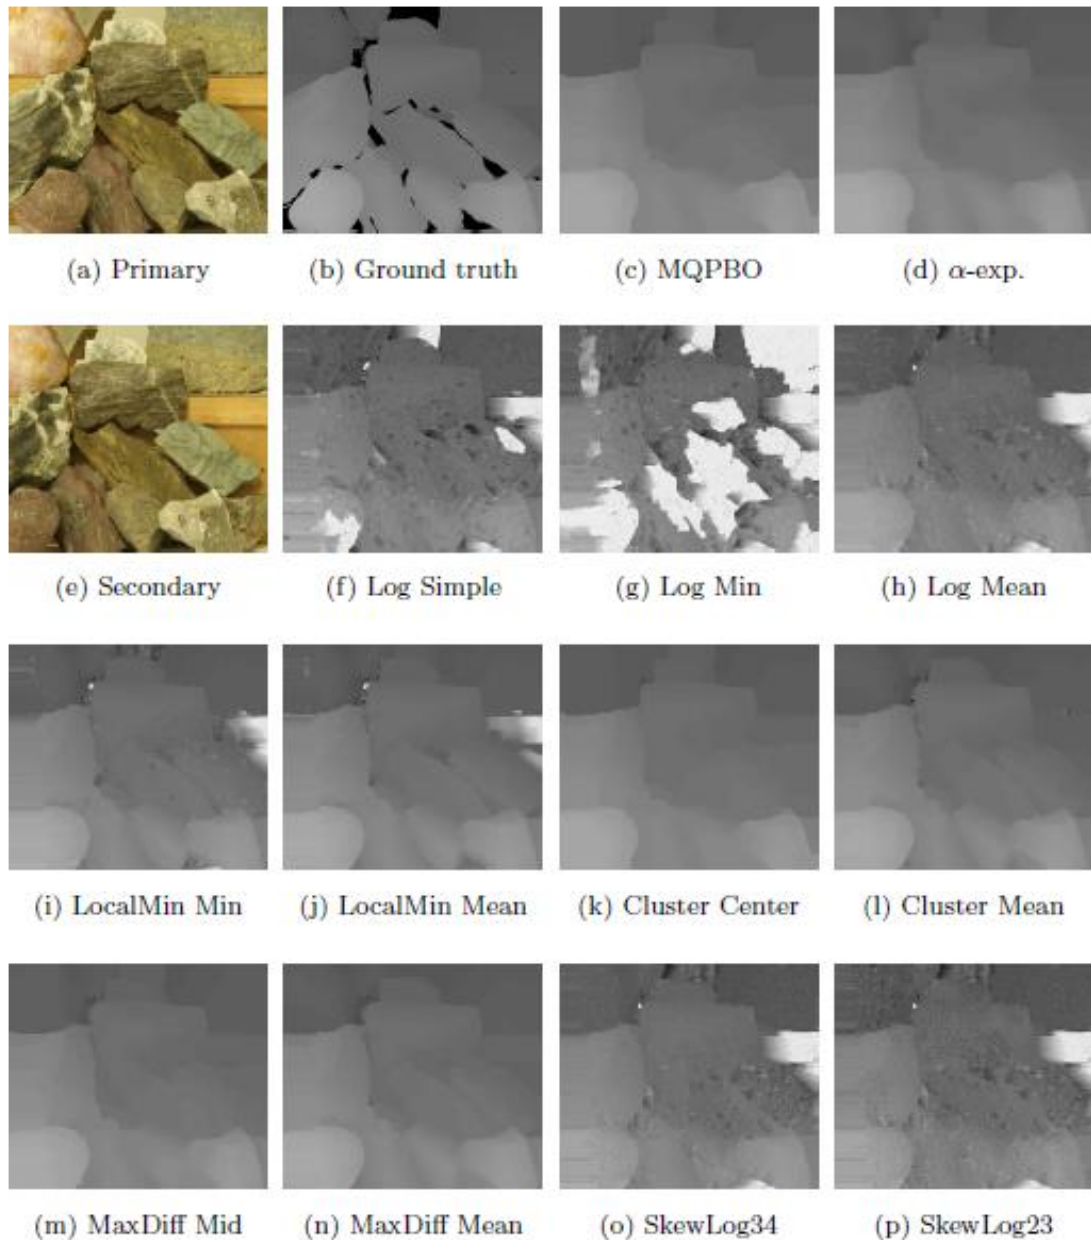 (a) Primary (b) Ground truth (c) MQPBO (d) α-exp.
(e) Secondary (f) Log Simple (g) Log Min (h) Log Mean
(i) LocalMin Min (j) LocalMin Mean (k) Cluster Center (l) Cluster Mean
(m) MaxDiff Mid (n) MaxDiff Mean (o) SkewLog34 (p) SkewLog23